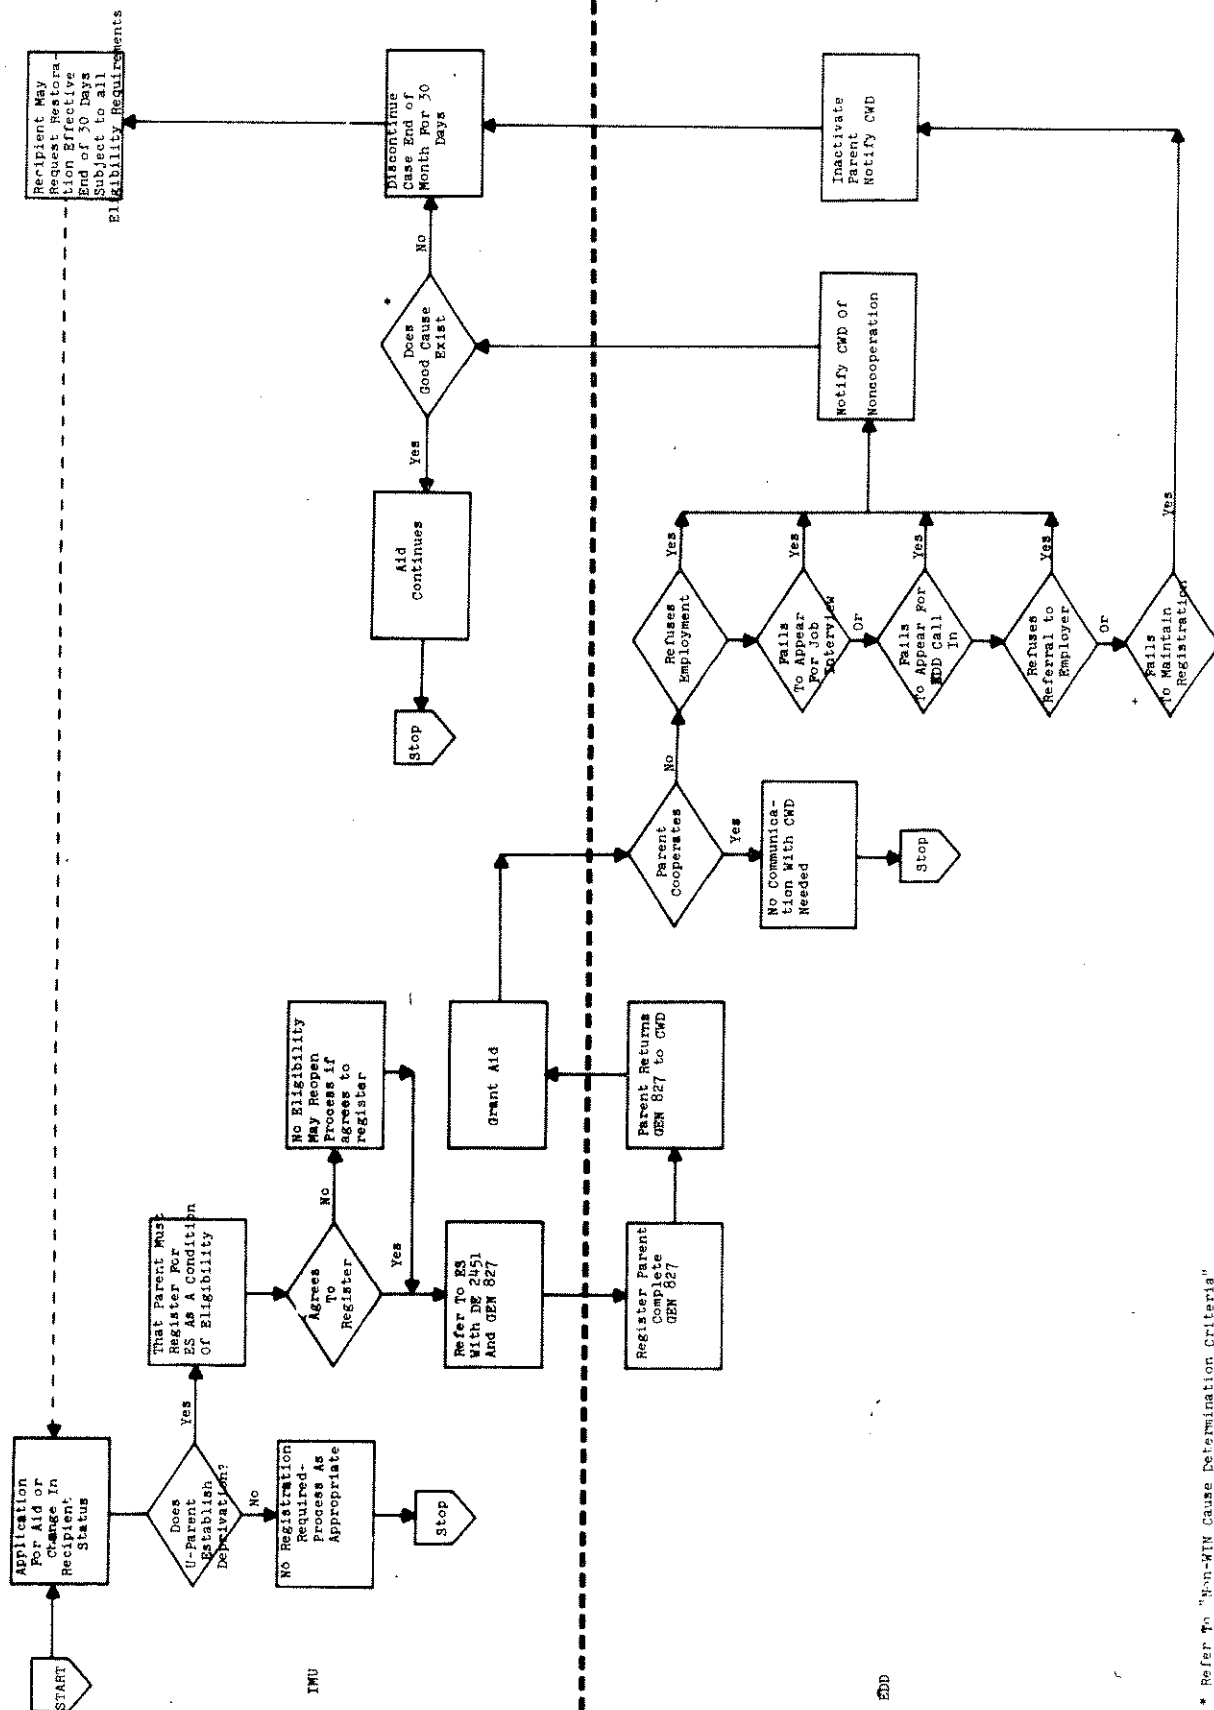 START
Application
For Aid or
Change In
Recipient
Status
Does
U-Parent
Establish
Deprivation?
Yes
No
No Registration
Required-
Process As
Appropriate
Stop
That Parent Must
Register For
ES As A Condition
Of Eligibility
Agrees
To
Register
No
Yes
No Eligibility
May Reopen
Process if
agrees to
register
Refer To ES
With DE 2451
And GEN 827
IMU
Register Parent
Complete
GEN 827
Parent Returns
GEN 827 to CWD
Grant Aid
Parent
Cooperates
Yes
No
No Communica-
tion With CWD
Needed
Stop
Refuses
Employment
Yes
Fails
To Appear
For Job
Interview
Yes
Or
Fails
To Appear For
EDD Call
In
Yes
Refuses
Referral to
Employer
Yes
Or
+
Fails
To Maintain
Registration
Yes
Notify CWD of
Noncooperation
Inactivate
Parent
Notify CWD
Does
Good Cause
Exist
*
Yes
No
Aid
Continues
Stop
Discontinue
Case End of
Month For 30
Days
Recipient May
Request Restora-
tion Effective
End of 30 Days
Subject to all
Eligibility Requirements
EDD
* Refer To "Non-WIN Cause Determination Criteria"